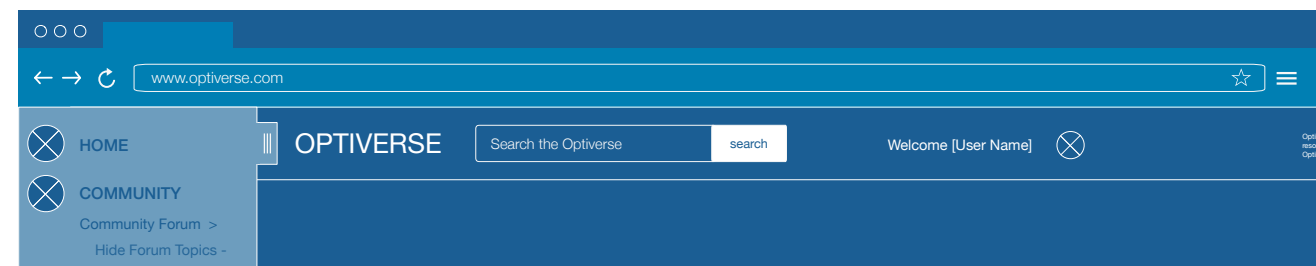 www.optiverse.com
HOME
OPTIVERSE
Search the Optiverse
search
Welcome [User Name]
COMMUNITY
Community Forum >
Hide Forum Topics -